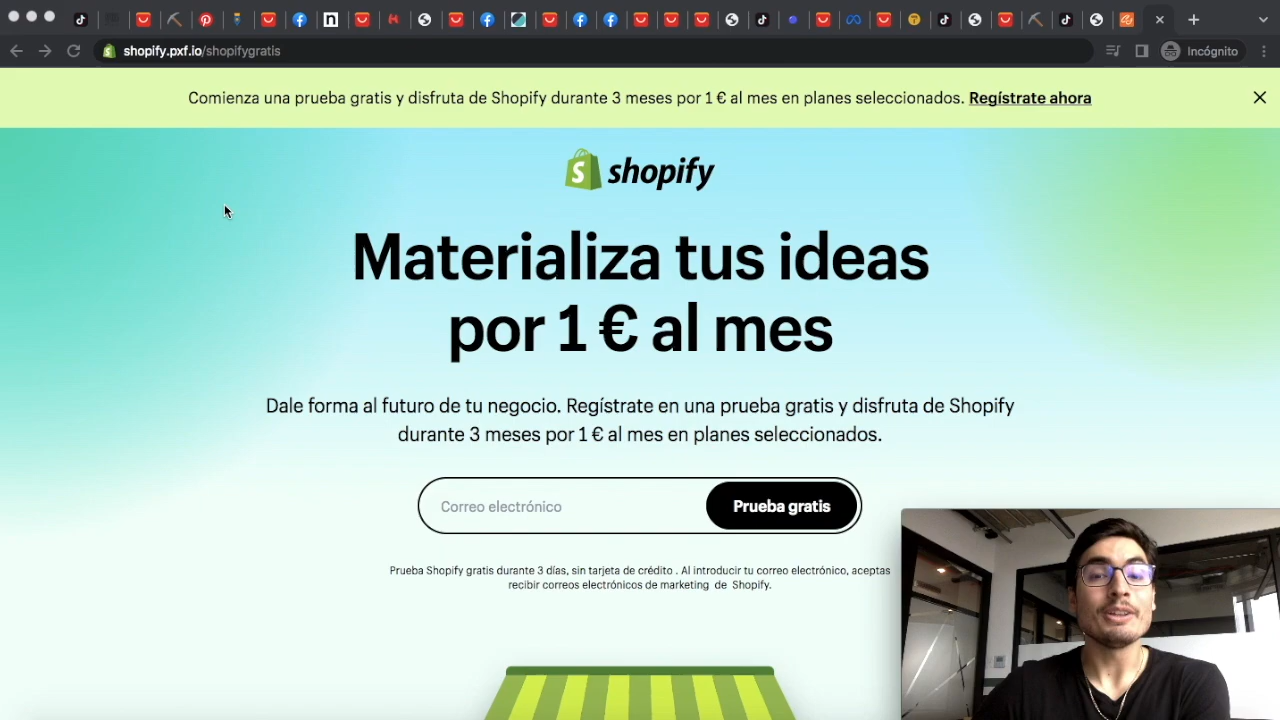 shopify.pxf.io/shopifygratis
Incógnito
Comienza una prueba gratis y disfruta de Shopify durante 3 meses por 1 € al mes en planes seleccionados. Regístrate ahora
shopify
Materializa tus ideas
por 1 € al mes
Dale forma al futuro de tu negocio. Regístrate en una prueba gratis y disfruta de Shopify
durante 3 meses por 1 € al mes en planes seleccionados.
Correo electrónico
Prueba gratis
Prueba Shopify gratis durante 3 días, sin tarjeta de crédito . Al introducir tu correo electrónico, aceptas
recibir correos electrónicos de marketing de Shopify.